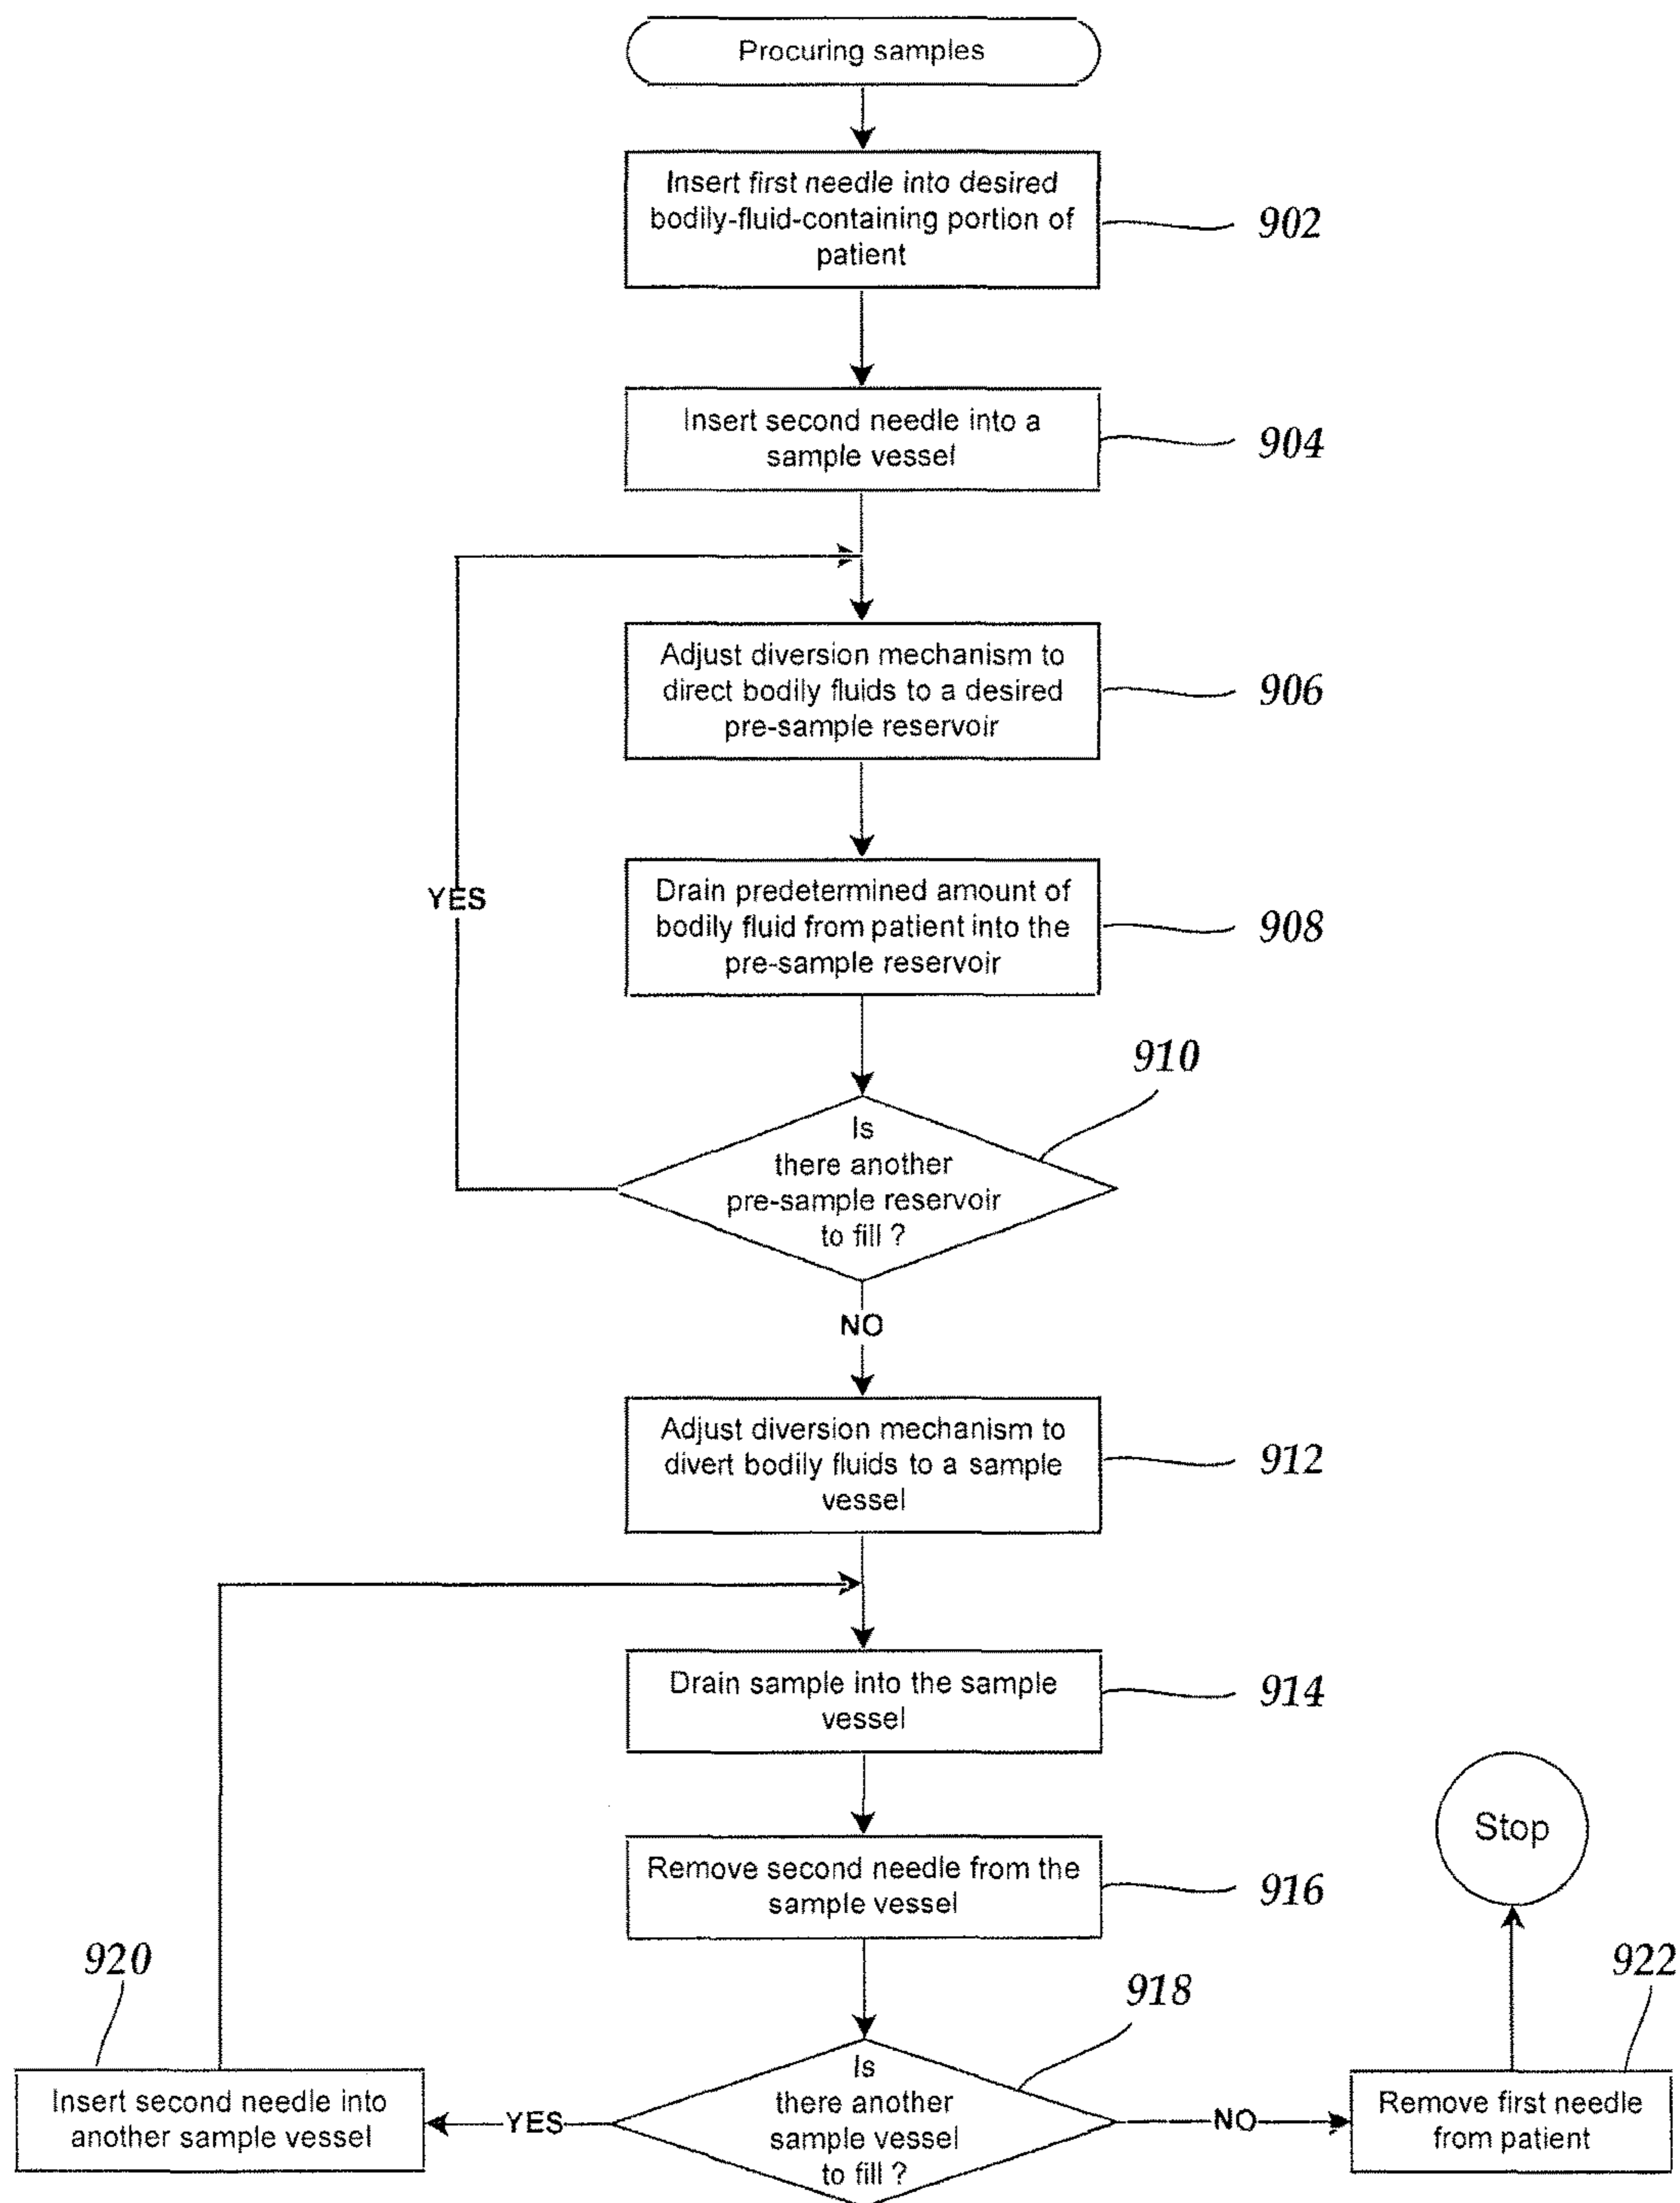 Procuring samples
Insert first needle into desired
bodily-fluid-containing portion of
patient
902
Insert second needle into a
sample vessel
904
Adjust diversion mechanism to
direct bodily fluids to a desired
pre-sample reservoir
906
Drain predetermined amount of
bodily fluid from patient into the
pre-sample reservoir
908
YES
910
Is
there another
pre-sample reservoir
to fill ?
NO
Adjust diversion mechanism to
divert bodily fluids to a sample
vessel
912
Drain sample into the sample
vessel
914
Remove second needle from the
sample vessel
916
Stop
920
918
922
Insert second needle into
another sample vessel
YES
Is
there another
sample vessel
to fill ?
NO
Remove first needle
from patient